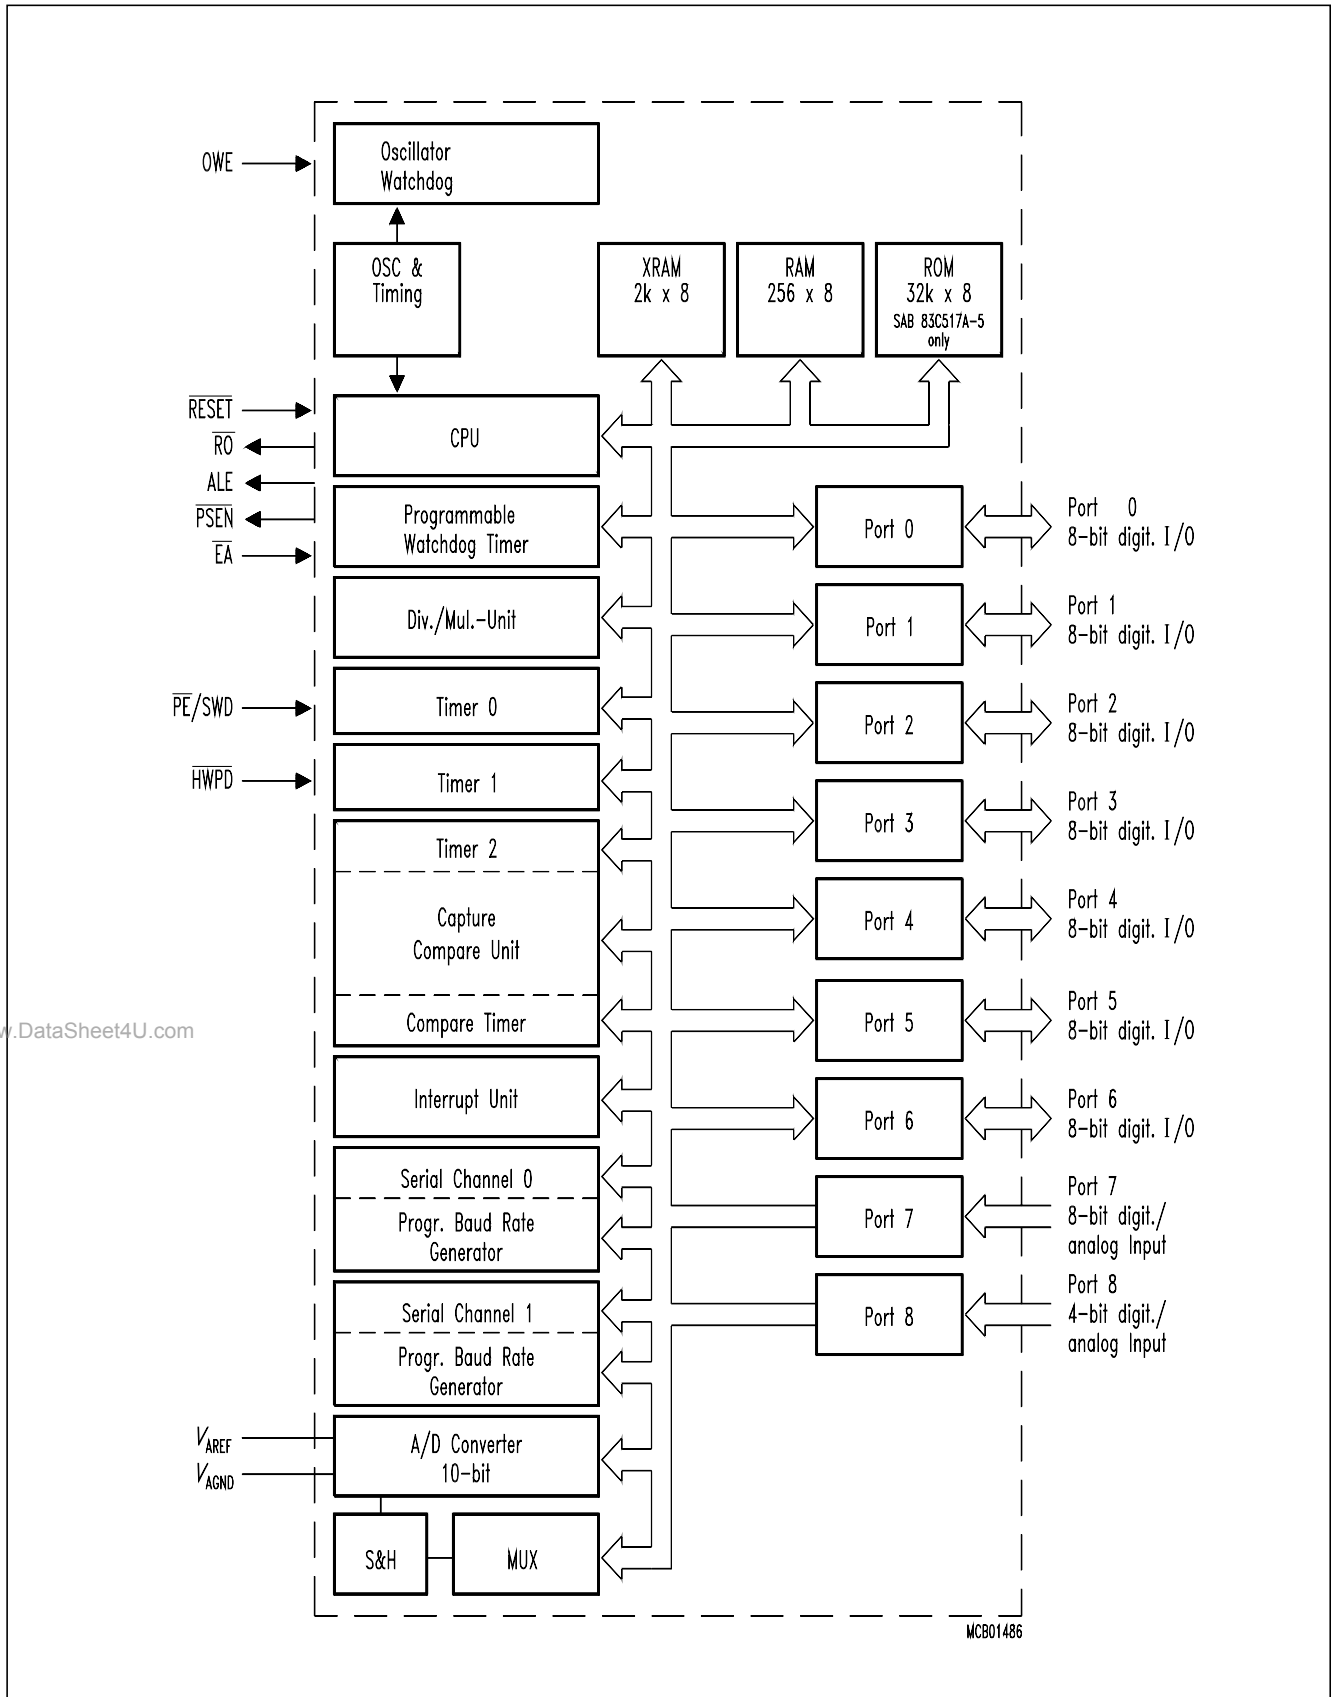 OWE
Oscillator
Watchdog
OSC &
Timing
XRAM
2k x 8
RAM
256 x 8
ROM
32k x 8
SAB 83C517A-5
only
RESET
RO
ALE
PSEN
EA
PE/SWD
HWPD
CPU
Programmable
Watchdog Timer
Div./Mul.-Unit
Timer 0
Timer 1
Timer 2
Capture
Compare Unit
Compare Timer
Interrupt Unit
Serial Channel 0
Progr. Baud Rate
Generator
Serial Channel 1
Progr. Baud Rate
Generator
VAREF
VAGND
A/D Converter
10-bit
S&H
MUX
Port 0
Port 0
8-bit digit. I/O
Port 1
Port 1
8-bit digit. I/O
Port 2
Port 2
8-bit digit. I/O
Port 3
Port 3
8-bit digit. I/O
Port 4
Port 4
8-bit digit. I/O
Port 5
Port 5
8-bit digit. I/O
Port 6
Port 6
8-bit digit. I/O
Port 7
Port 7
8-bit digit./
analog Input
Port 8
Port 8
4-bit digit./
analog Input
MCB01486
w.DataSheet4U.com